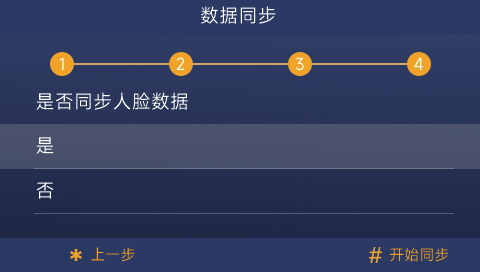 数据同步
1 2 3 4
是否同步人脸数据
是
否
* 上一步 # 开始同步